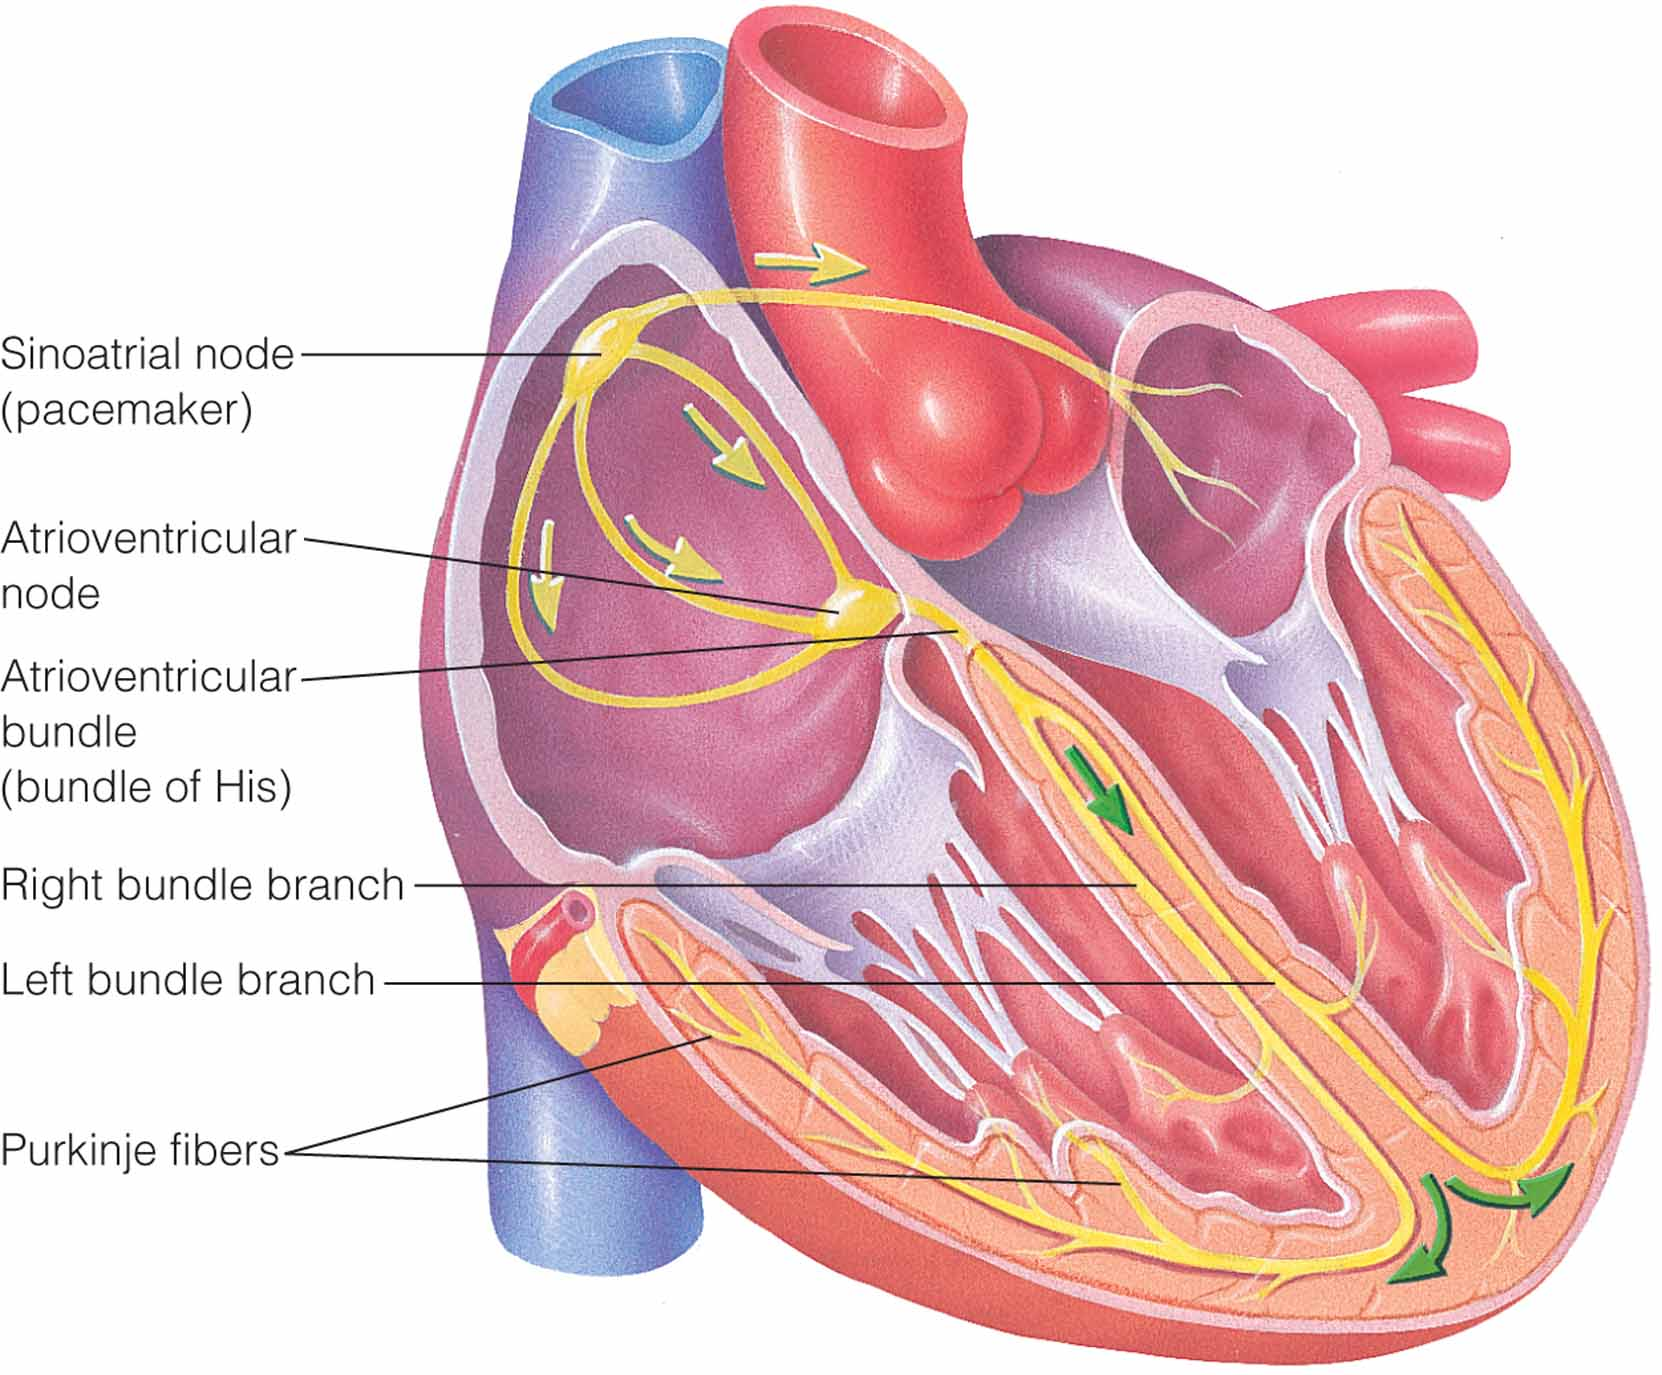 Sinoatrial node
(pacemaker)
Atrioventricular
node
Atrioventricular
bundle
(bundle of His)
Right bundle branch
Left bundle branch
Purkinje fibers